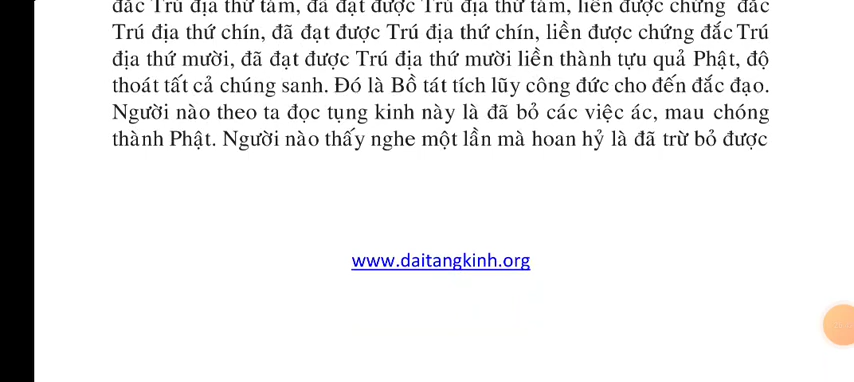 đắc Trú địa thứ tám, đã đạt được Trú địa thứ tám, liền được chứng đắc
Trú địa thứ chín, đã đạt được Trú địa thứ chín, liền được chứng đắc Trú
địa thứ mười, đã đạt được Trú địa thứ mười liền thành tựu quả Phật, độ
thoát tất cả chúng sanh. Đó là Bồ tát tích lũy công đức cho đến đắc đạo.
Người nào theo ta đọc tụng kinh này là đã bỏ các việc ác, mau chóng
thành Phật. Người nào thấy nghe một lần mà hoan hỷ là đã trừ bỏ được
www.daitangkinh.org